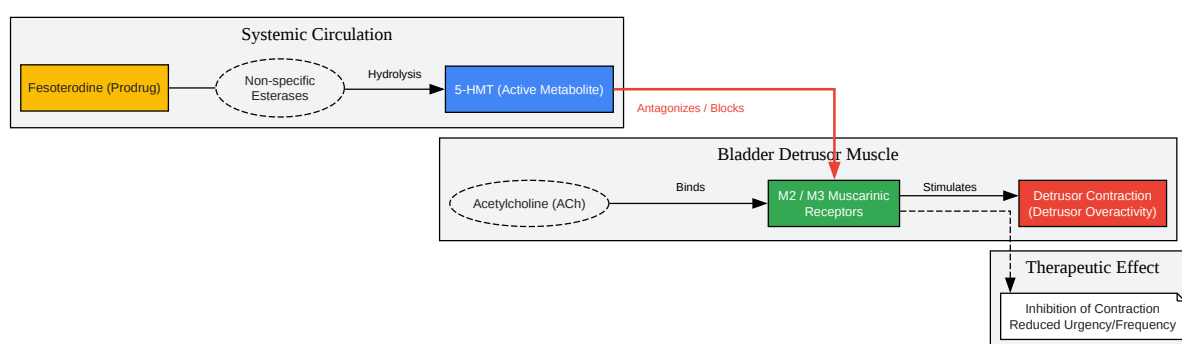 Systemic Circulation
Fesoterodine (Prodrug)
Non-specific
Esterases
Hydrolysis
5-HMT (Active Metabolite)
Antagonizes / Blocks
Bladder Detrusor Muscle
Acetylcholine (ACh)
Binds
M2 / M3 Muscarinic
Receptors
Stimulates
Detrusor Contraction
(Detrusor Overactivity)
Therapeutic Effect
Inhibition of Contraction
Reduced Urgency/Frequency